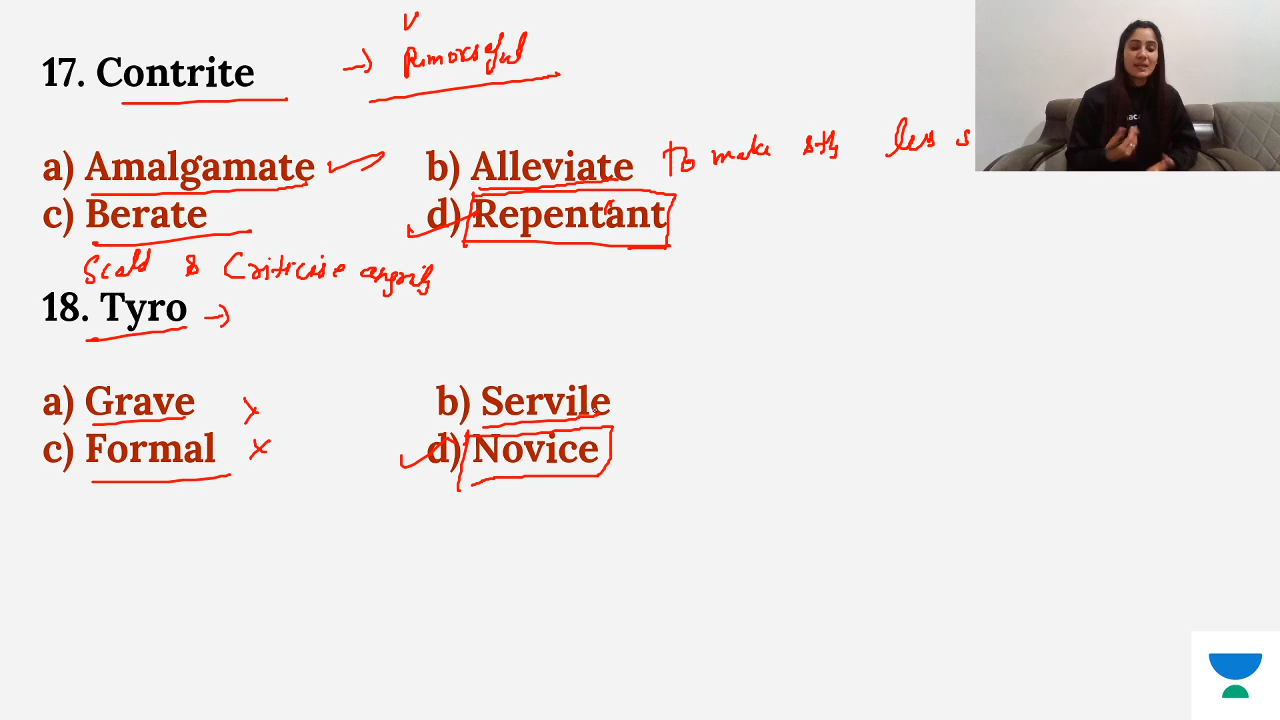 17. Contrite → Remorseful
a) Amalgamate b) Alleviate To make sth less s
c) Berate d) Repentant
Scold & Criticise angrily
18. Tyro →
a) Grave x b) Servile
c) Formal x d) Novice